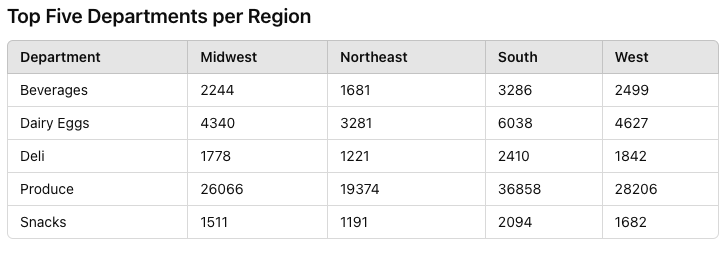 Top Five Departments per Region
Department Midwest Northeast South West
Beverages 2244 1681 3286 2499
Dairy Eggs 4340 3281 6038 4627
Deli 1778 1221 2410 1842
Produce 26066 19374 36858 28206
Snacks 1511 1191 2094 1682